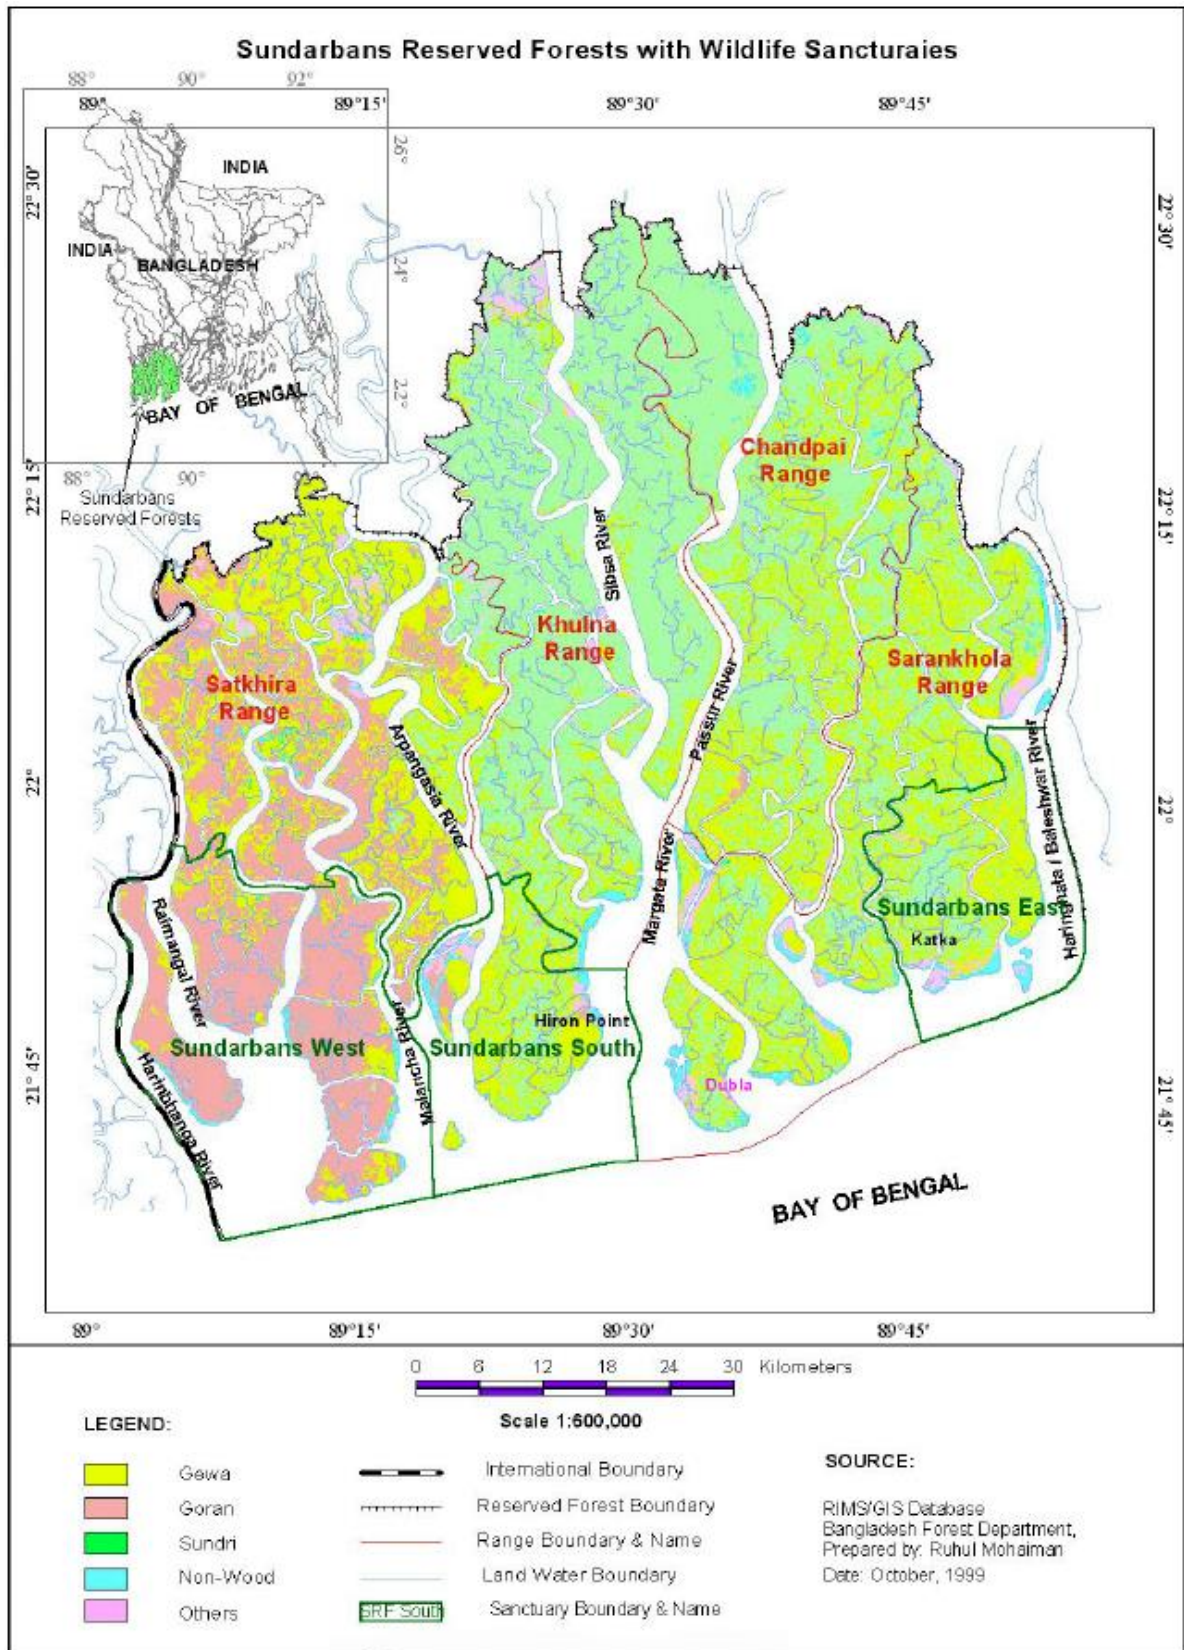 Sundarbans Reserved Forests with Wildlife Sancturaies
88° 90° 92°
89° 89°15' 89°30' 89°45'
26°
24°
22°
INDIA
INDIA
BANGLADESH
BAY OF BENGAL
88° 90°
Sundarbans
Reserved Forests
22°30'
22°15'
22°
21°45'
22°30'
22°15'
22°
21°45'
Chandpai
Range
Sibsa River
Khulna
Range
Sarankhola
Range
Satkhira
Range
Passur River
Arpangasia River
Haringhata / Baleshwar River
Margata River
Sundarbans East
Katka
Raimangal River
Hiron Point
Malancha River
Sundarbans West
Sundarbans South
Dubla
Harinbhanga River
BAY OF BENGAL
89° 89°15' 89°30' 89°45'
0 6 12 18 24 30 Kilometers
Scale 1:600,000
LEGEND:
Gewa
Goran
Sundri
Non-Wood
Others
International Boundary
Reserved Forest Boundary
Range Boundary & Name
Land Water Boundary
SRF South Sanctuary Boundary & Name
SOURCE:
RIMS/GIS Database
Bangladesh Forest Department,
Prepared by: Ruhul Mohaiman
Date: October, 1999